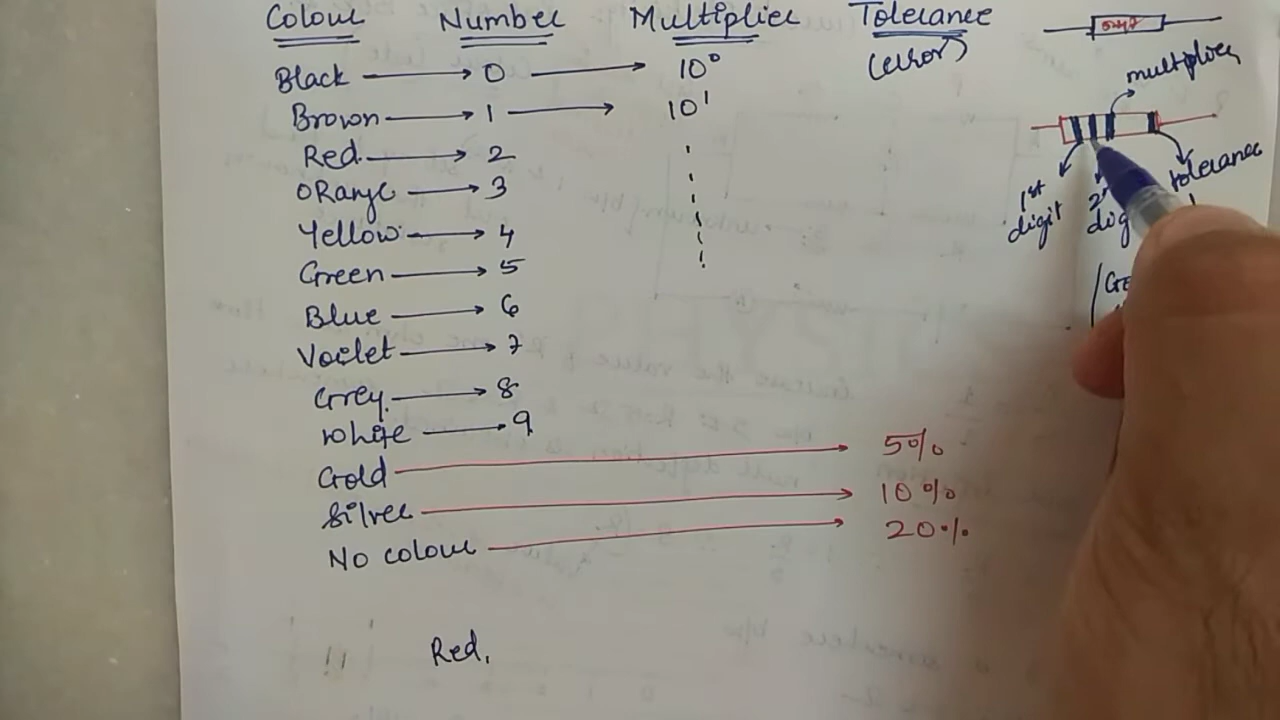 Colour Number Multiplier Tolerance
(error)
Black → 0 → 10⁰
Brown → 1 → 10¹
Red → 2
ORange → 3
Yellow → 4
Green → 5
Blue → 6
Voilet → 7
Grey → 8
White → 9
Gold → 5%
Silver → 10%
No colour → 20%
Red,
multiplier
1st digit
tolerance